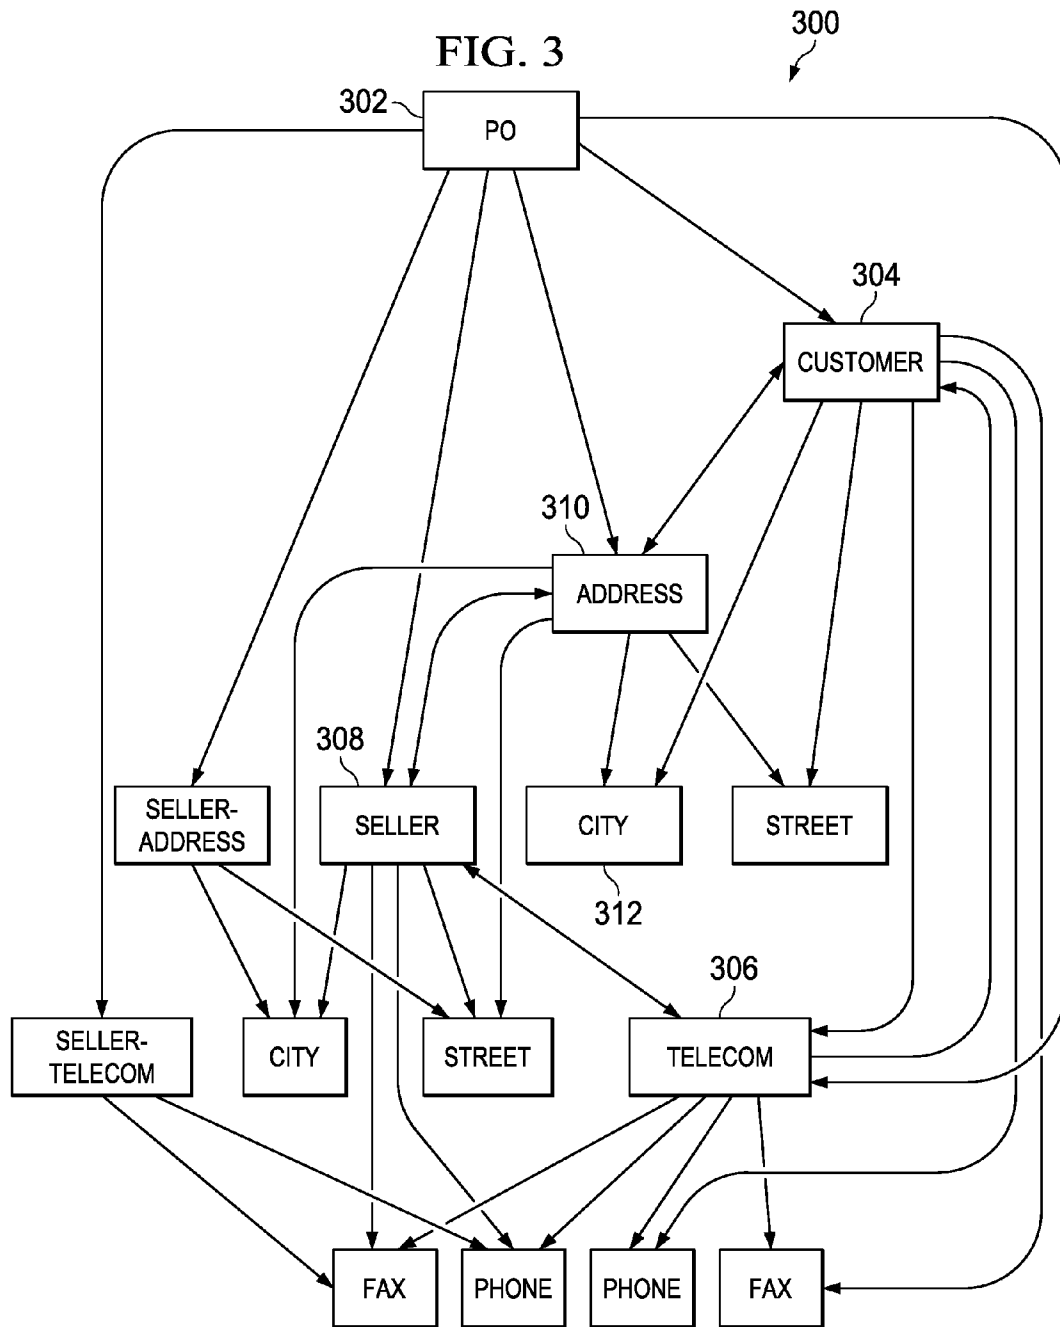 300
FIG. 3
302
PO
304
CUSTOMER
310
ADDRESS
308
SELLER-
ADDRESS
SELLER
CITY
STREET
312
306
SELLER-
TELECOM
CITY
STREET
TELECOM
FAX
PHONE
PHONE
FAX